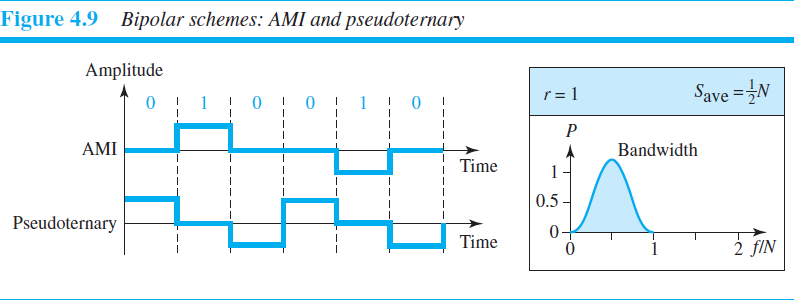 Figure 4.9 Bipolar schemes: AMI and pseudoternary
Amplitude
0 1 0 0 1 0
AMI
Time
Pseudoternary
Time
r = 1 Save = 1/2 N
P
Bandwidth
1
0.5
0
0 1 2 f/N